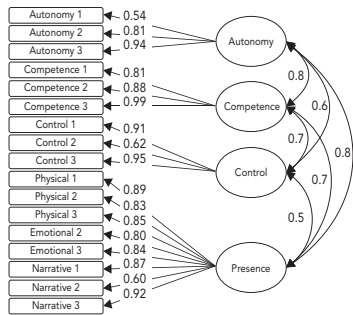 Autonomy 1 0.54
Autonomy 2 0.81
Autonomy 3 0.94
Autonomy
Competence 1 0.81
Competence 2 0.88
Competence 3 0.99
Competence
Control 1 0.91
Control 2 0.62
Control 3 0.95
Control
Physical 1 0.89
Physical 2 0.83
Physical 3 0.85
Emotional 2 0.80
Emotional 3 0.84
Narrative 1 0.87
Narrative 2 0.60
Narrative 3 0.92
Presence
0.8
0.6
0.8
0.7
0.7
0.5